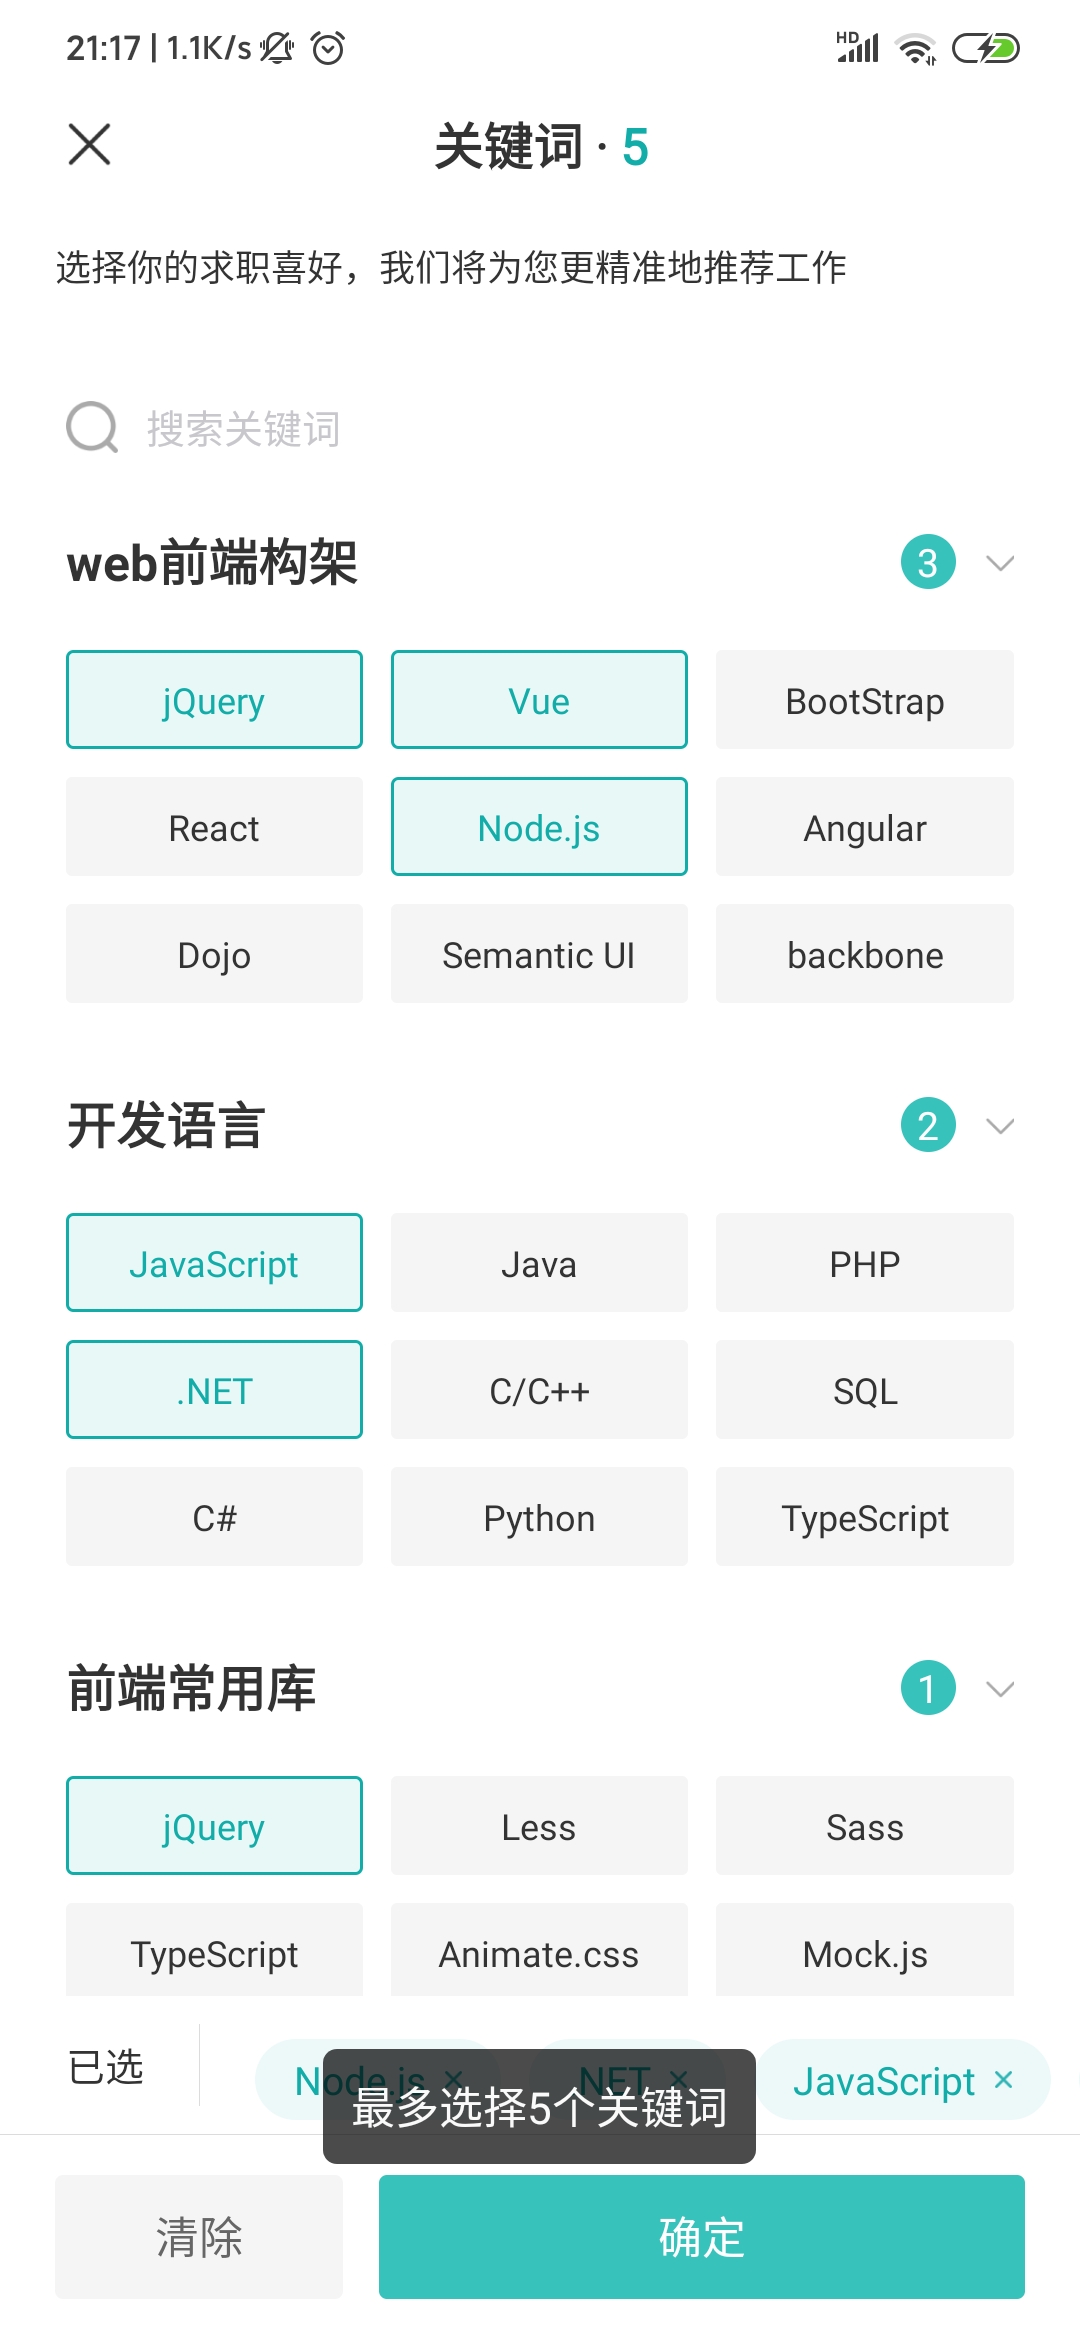 21:17 | 1.1K/s HD
关键词 · 5
选择你的求职喜好，我们将为您更精准地推荐工作
搜索关键词
web前端构架 3
jQuery Vue BootStrap
React Node.js Angular
Dojo Semantic UI backbone
开发语言 2
JavaScript Java PHP
.NET C/C++ SQL
C# Python TypeScript
前端常用库 1
jQuery Less Sass
TypeScript Animate.css Mock.js
已选 Node.js × .NET × JavaScript ×
最多选择5个关键词
清除 确定